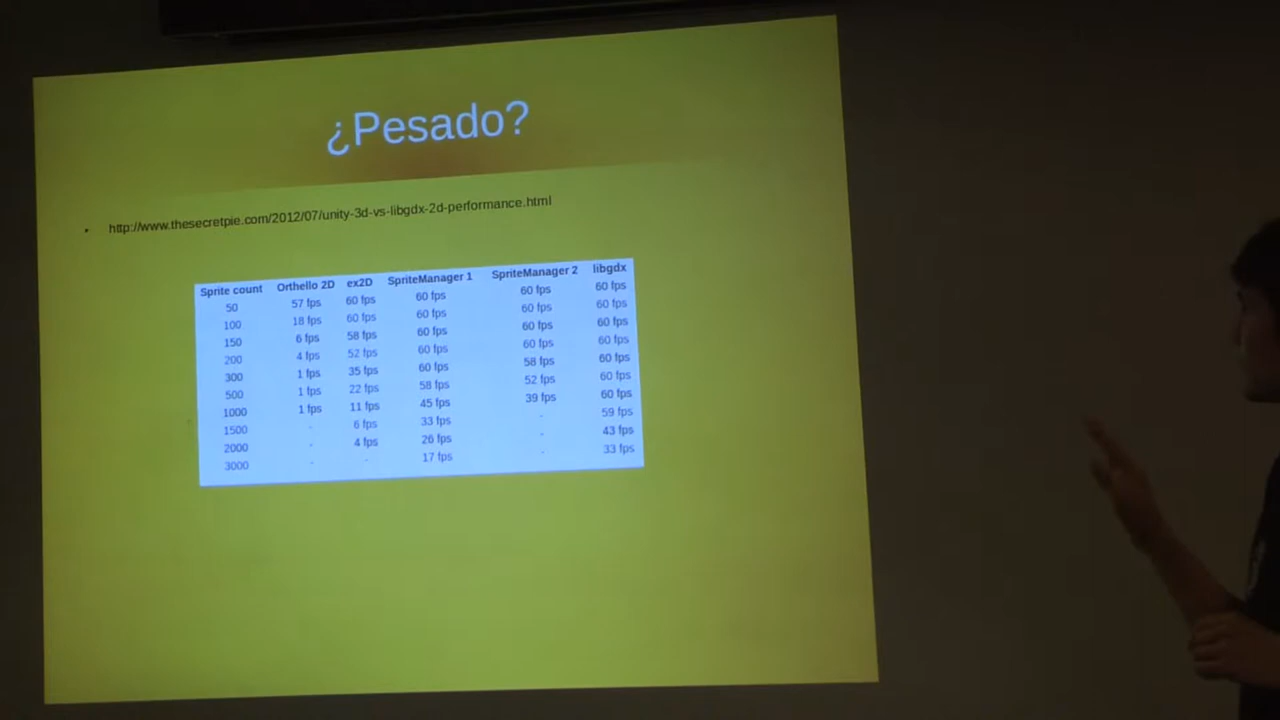 ¿Pesado?
• http://www.thesecretpie.com/2012/07/unity-3d-vs-libgdx-2d-performance.html
Sprite count Orthello 2D ex2D SpriteManager 1 SpriteManager 2 libgdx
50 57 fps 60 fps 60 fps 60 fps 60 fps
100 18 fps 60 fps 60 fps 60 fps 60 fps
150 6 fps 58 fps 60 fps 60 fps 60 fps
200 4 fps 52 fps 60 fps 60 fps 60 fps
300 1 fps 35 fps 60 fps 58 fps 60 fps
500 1 fps 22 fps 58 fps 52 fps 60 fps
1000 1 fps 11 fps 45 fps 39 fps 60 fps
1500 - 6 fps 33 fps - 59 fps
2000 - 4 fps 26 fps - 43 fps
3000 - - 17 fps - 33 fps